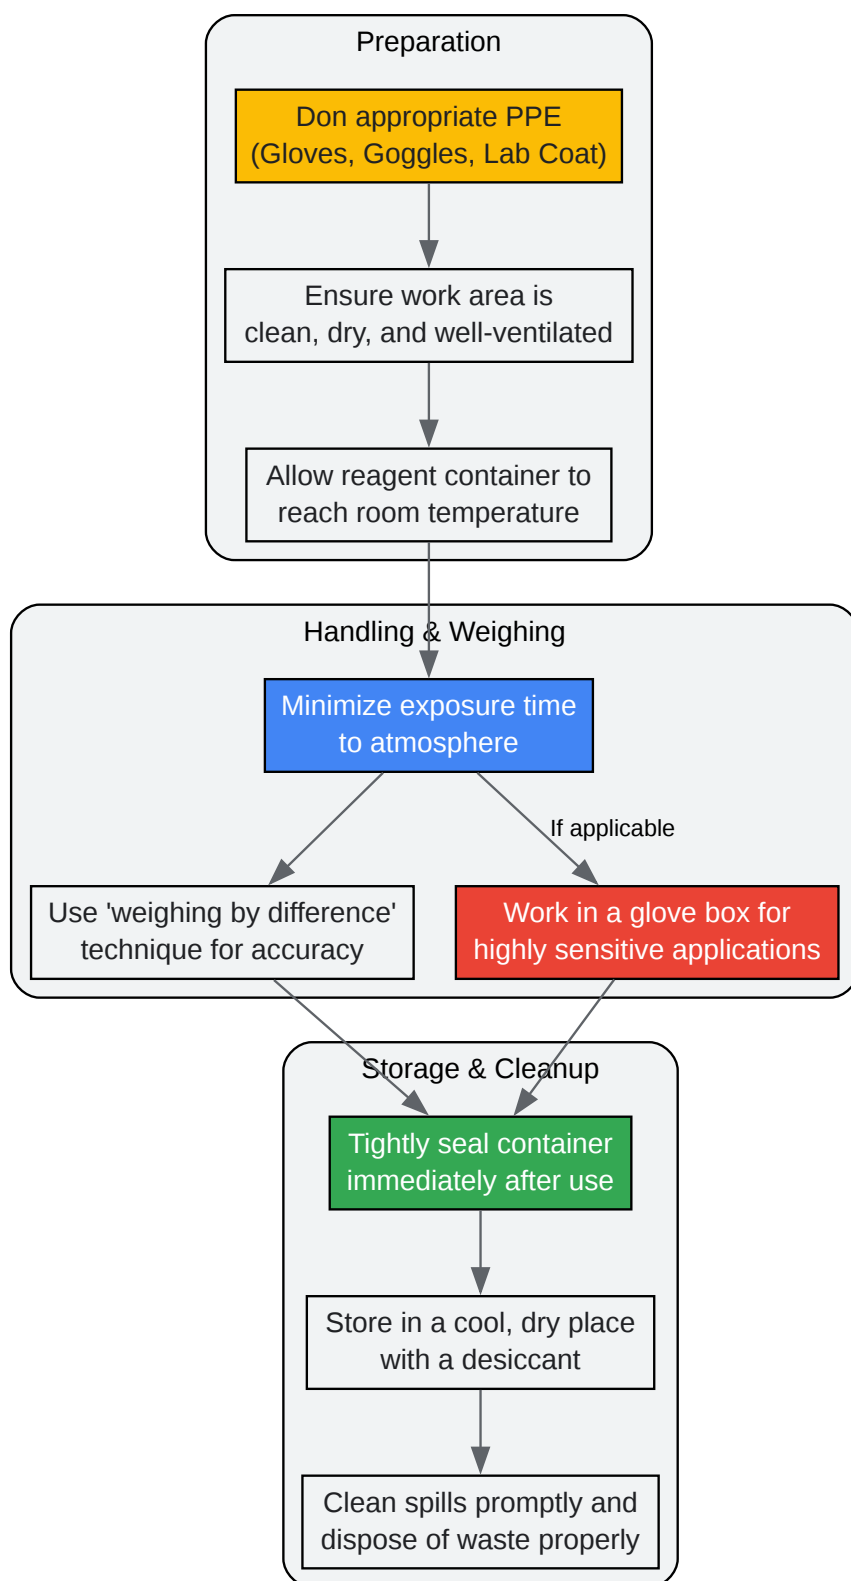 Preparation
Don appropriate PPE
(Gloves, Goggles, Lab Coat)
Ensure work area is
clean, dry, and well-ventilated
Allow reagent container to
reach room temperature
Handling & Weighing
Minimize exposure time
to atmosphere
If applicable
Use 'weighing by difference'
technique for accuracy
Work in a glove box for
highly sensitive applications
Storage & Cleanup
Tightly seal container
immediately after use
Store in a cool, dry place
with a desiccant
Clean spills promptly and
dispose of waste properly